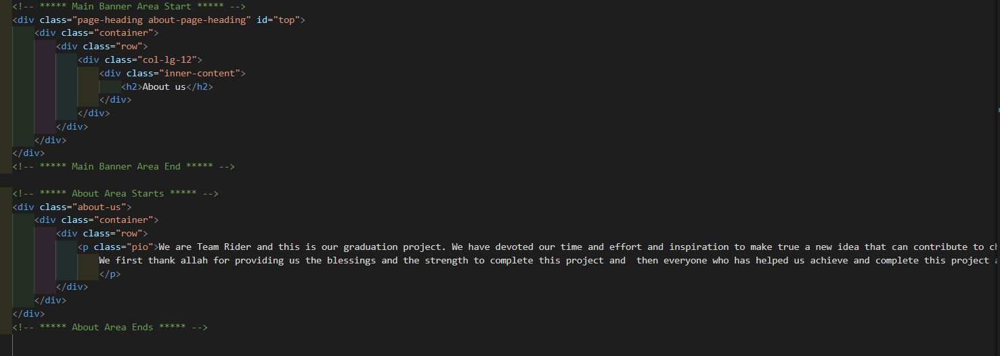 <!-- ***** Main Banner Area Start ***** -->
<div class="page-heading about-page-heading" id="top">
<div class="container">
<div class="row">
<div class="col-lg-12">
<div class="inner-content">
<h2>About us</h2>
</div>
</div>
</div>
</div>
</div>
<!-- ***** Main Banner Area End ***** -->
<!-- ***** About Area Starts ***** -->
<div class="about-us">
<div class="container">
<div class="row">
<p class="pio">We are Team Rider and this is our graduation project. We have devoted our time and effort and inspiration to make true a new idea that can contribute to
We first thank allah for providing us the blessings and the strength to complete this project and  then everyone who has helped us achieve and complete this project
</p>
</div>
</div>
</div>
<!-- ***** About Area Ends ***** -->